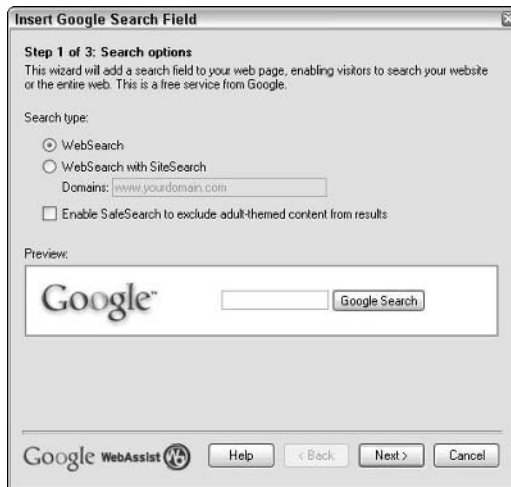 Insert Google Search Field
Step 1 of 3: Search options
This wizard will add a search field to your web page, enabling visitors to search your website
or the entire web. This is a free service from Google.
Search type:
WebSearch
WebSearch with SiteSearch
Domains: www.yourdomain.com
Enable SafeSearch to exclude adult-themed content from results
Preview:
Google™ Google Search
Google WebAssist Help < Back Next > Cancel